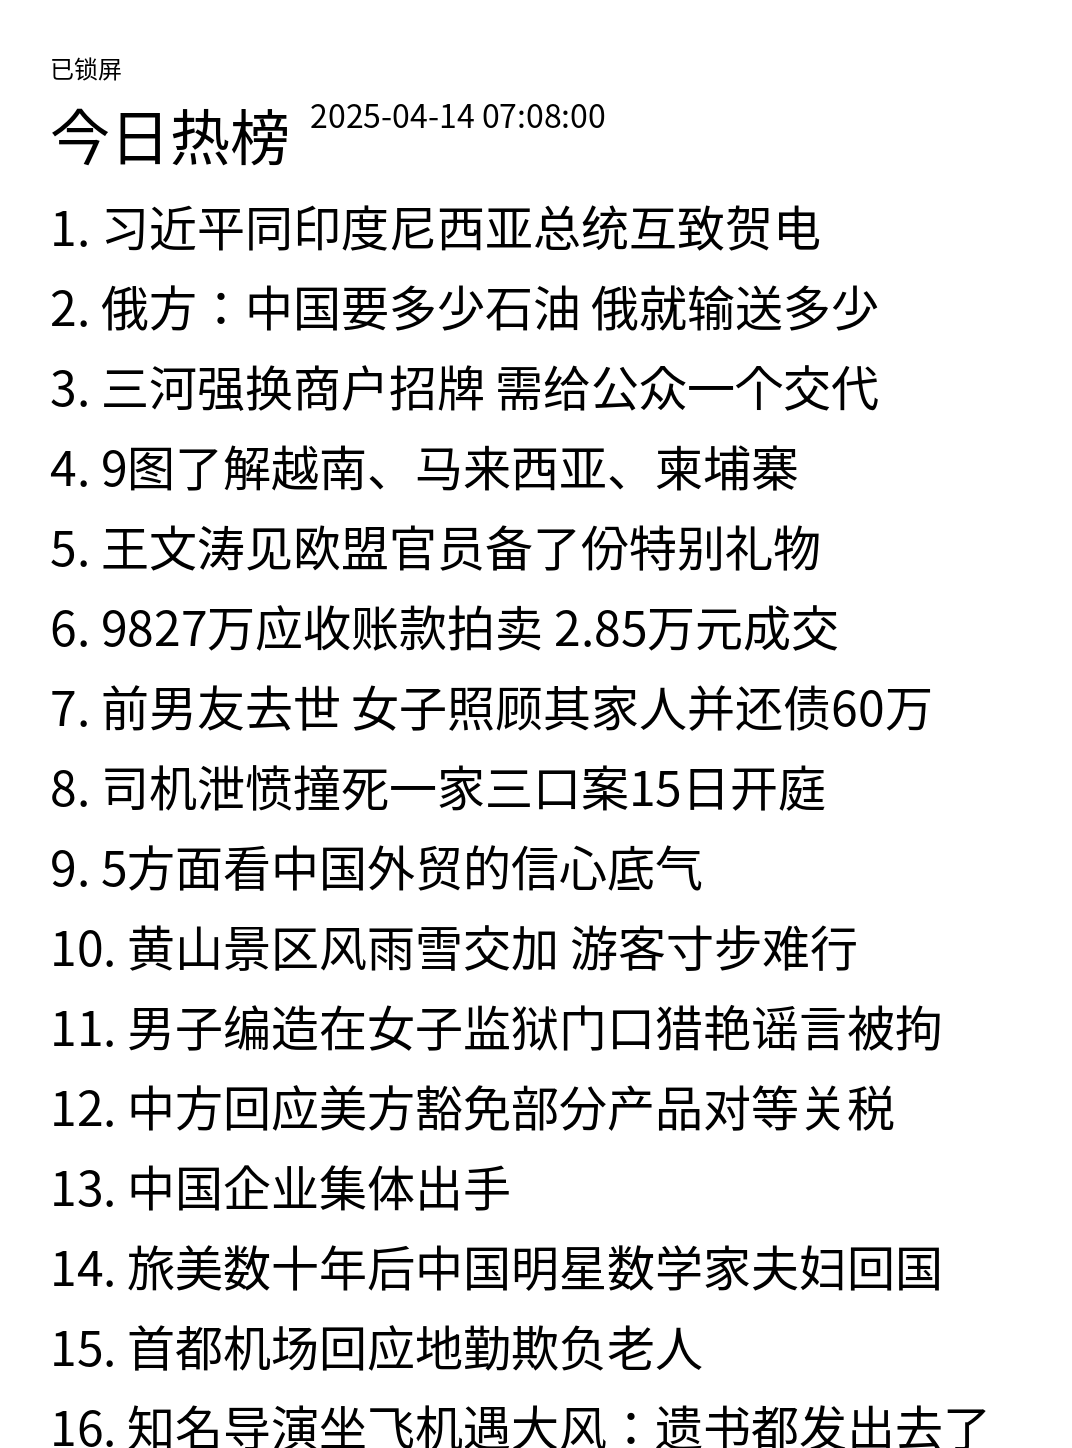 已锁屏
今日热榜 2025-04-14 07:08:00
1. 习近平同印度尼西亚总统互致贺电
2. 俄方：中国要多少石油 俄就输送多少
3. 三河强换商户招牌 需给公众一个交代
4. 9图了解越南、马来西亚、柬埔寨
5. 王文涛见欧盟官员备了份特别礼物
6. 9827万应收账款拍卖 2.85万元成交
7. 前男友去世 女子照顾其家人并还债60万
8. 司机泄愤撞死一家三口案15日开庭
9. 5方面看中国外贸的信心底气
10. 黄山景区风雨雪交加 游客寸步难行
11. 男子编造在女子监狱门口猎艳谣言被拘
12. 中方回应美方豁免部分产品对等关税
13. 中国企业集体出手
14. 旅美数十年后中国明星数学家夫妇回国
15. 首都机场回应地勤欺负老人
16. 知名导演坐飞机遇大风：遗书都发出去了